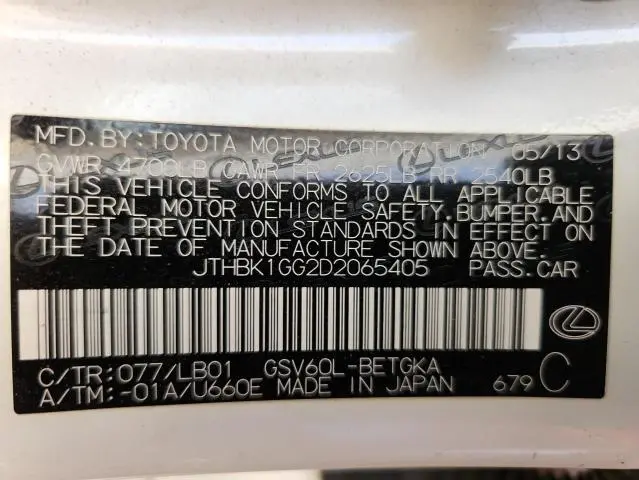 MFD.BY:TOYOTA MOTOR CORPORATION 05/13
GVWR 4700LB GAWR FR 2625LB RR 2540LB
THIS VEHICLE CONFORMS TO ALL APPLICABLE
FEDERAL MOTOR VEHICLE SAFETY,BUMPER,AND
THEFT PREVENTION STANDARDS IN EFFECT ON
THE DATE OF MANUFACTURE SHOWN ABOVE.
JTHBK1GG2D2065405 PASS.CAR
C/TR:077/LB01 GSV60L-BETGKA
A/TM:-01A/U660E MADE IN JAPAN 679 C